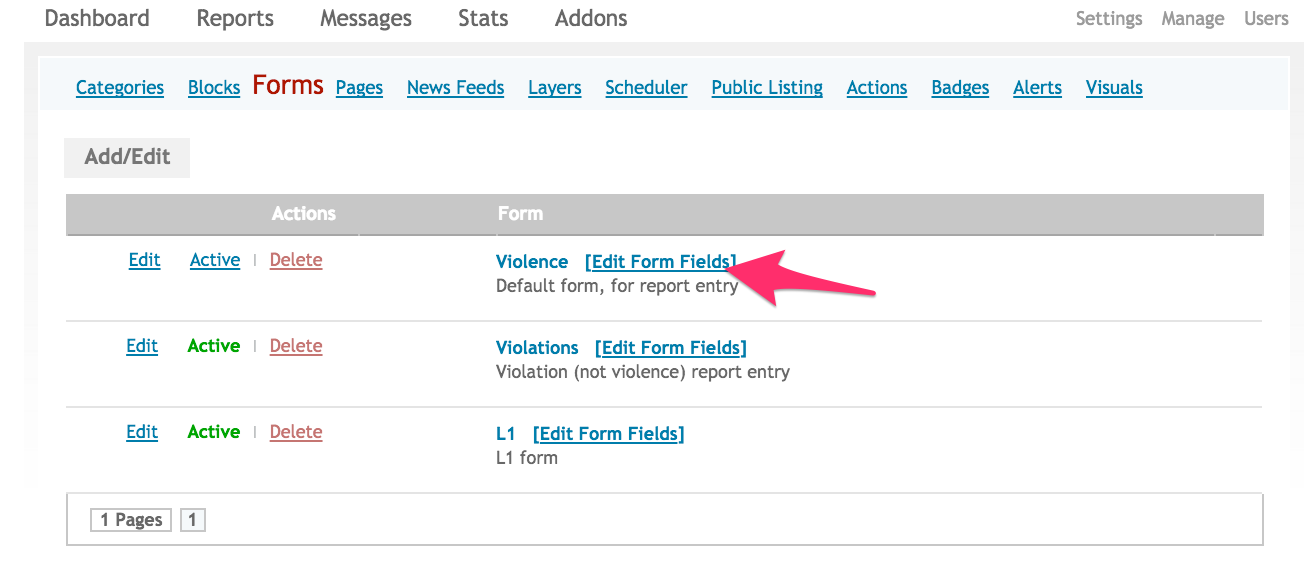 Dashboard Reports Messages Stats Addons Settings Manage Users
Categories Blocks Forms Pages News Feeds Layers Scheduler Public Listing Actions Badges Alerts Visuals
Add/Edit
Actions Form
Edit Active | Delete Violence [Edit Form Fields]
Default form, for report entry
Edit Active | Delete Violations [Edit Form Fields]
Violation (not violence) report entry
Edit Active | Delete L1 [Edit Form Fields]
L1 form
1 Pages 1